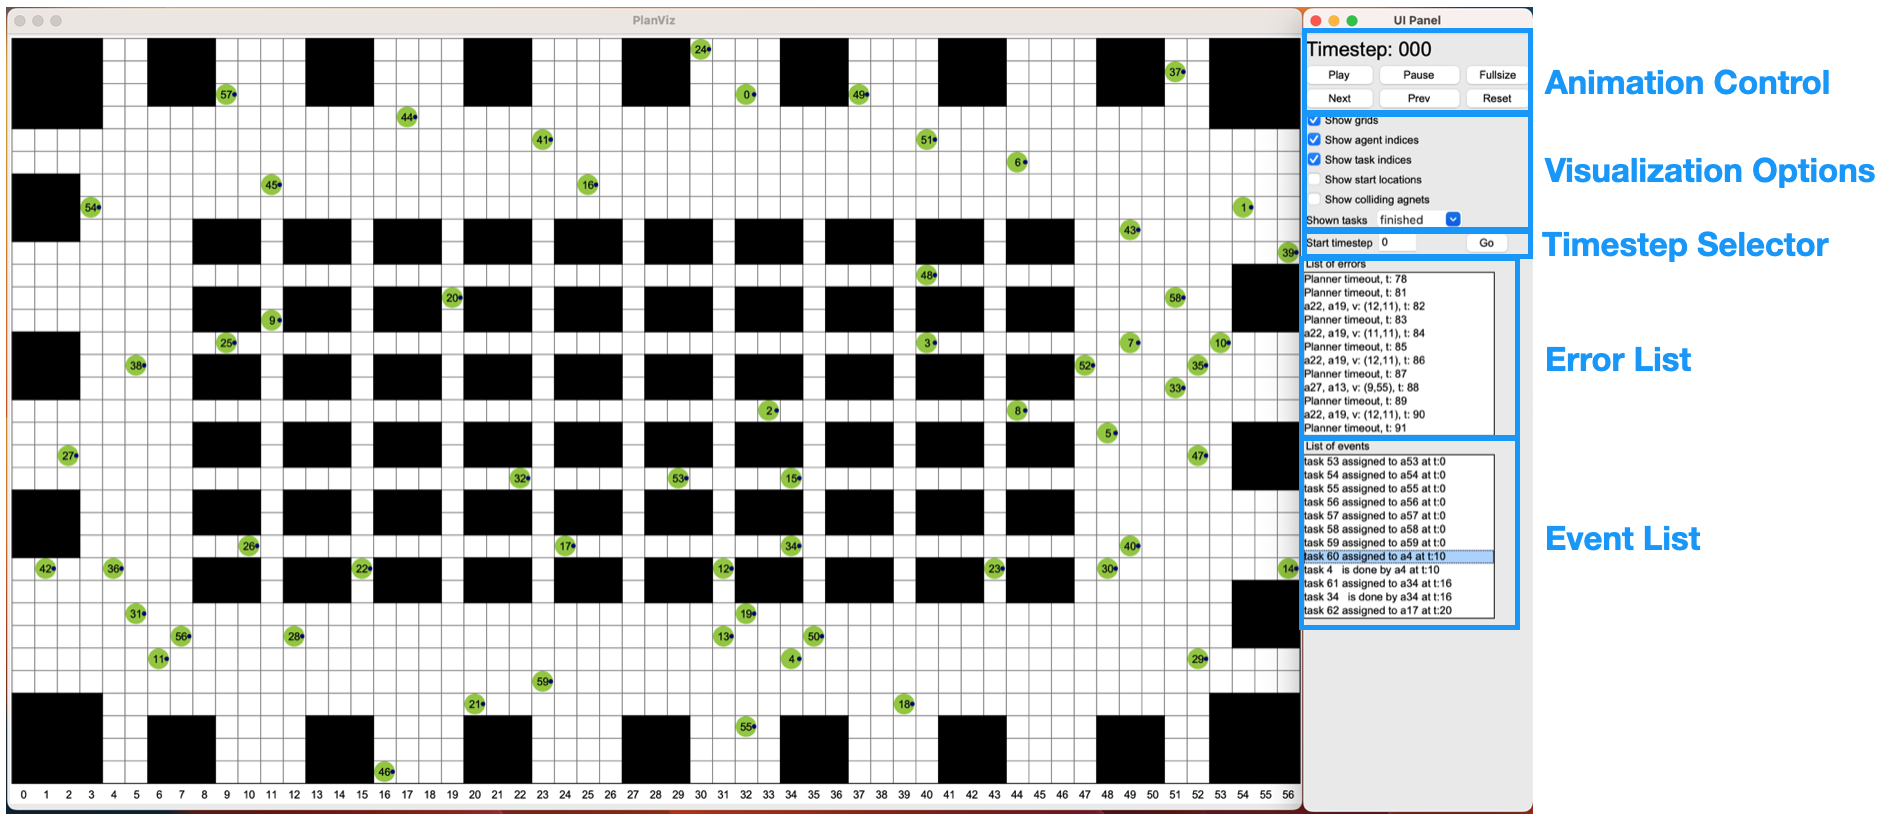 PlanViz
24
37
57
0
49
44
41
51
6
45
16
54
1
43
39
48
20
58
9
25
3
7
10
38
52
35
33
2
8
5
27
47
32
53
15
26
17
34
40
42
36
22
12
23
30
14
31
19
56
28
13
50
11
4
29
59
21
18
55
46
0 1 2 3 4 5 6 7 8 9 10 11 12 13 14 15 16 17 18 19 20 21 22 23 24 25 26 27 28 29 30 31 32 33 34 35 36 37 38 39 40 41 42 43 44 45 46 47 48 49 50 51 52 53 54 55 56
UI Panel
Timestep: 000
Play Pause Fullsize
Next Prev Reset
Animation Control
Show grids
Show agent indices
Show task indices
Show start locations
Show colliding agnets
Shown tasks finished
Visualization Options
Start timestep 0 Go
Timestep Selector
List of errors
Planner timeout, t: 78
Planner timeout, t: 81
a22, a19, v: (12,11), t: 82
Planner timeout, t: 83
a22, a19, v: (11,11), t: 84
Planner timeout, t: 85
a22, a19, v: (12,11), t: 86
Planner timeout, t: 87
a27, a13, v: (9,55), t: 88
Planner timeout, t: 89
a22, a19, v: (12,11), t: 90
Planner timeout, t: 91
Error List
List of events
task 53 assigned to a53 at t:0
task 54 assigned to a54 at t:0
task 55 assigned to a55 at t:0
task 56 assigned to a56 at t:0
task 57 assigned to a57 at t:0
task 58 assigned to a58 at t:0
task 59 assigned to a59 at t:0
task 60 assigned to a4 at t:10
task 4 is done by a4 at t:10
task 61 assigned to a34 at t:16
task 34 is done by a34 at t:16
task 62 assigned to a17 at t:20
Event List